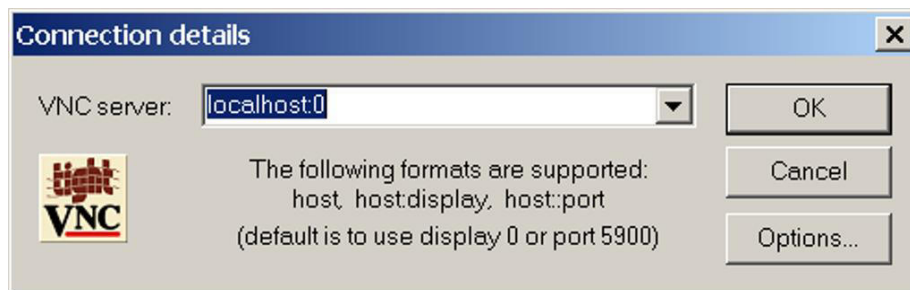 Connection details
VNC server:
localhost:0
OK
tight
VNC
The following formats are supported:
host, host:display, host::port
(default is to use display 0 or port 5900)
Cancel
Options...